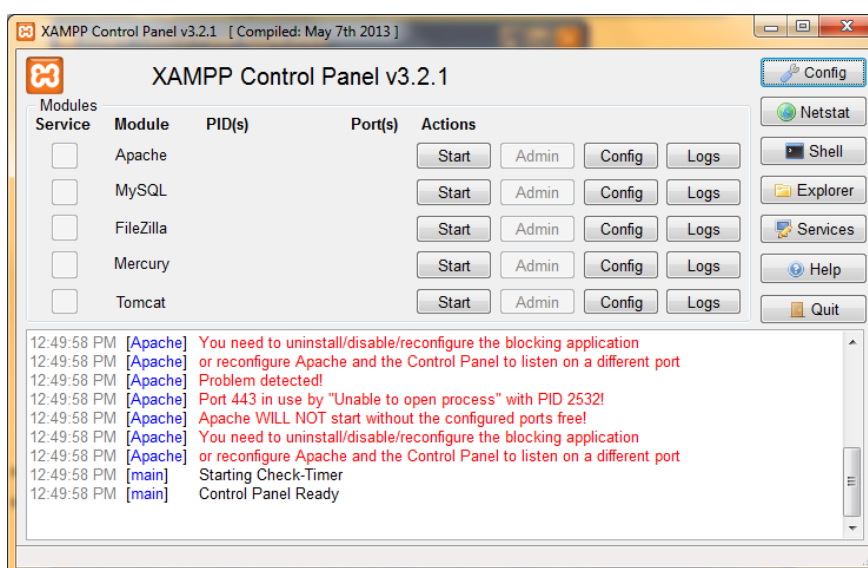 XAMPP Control Panel v3.2.1 [ Compiled: May 7th 2013 ]
XAMPP Control Panel v3.2.1
Config
Modules
Service Module PID(s) Port(s) Actions
Netstat
Apache Start Admin Config Logs
Shell
MySQL Start Admin Config Logs
Explorer
FileZilla Start Admin Config Logs
Services
Mercury Start Admin Config Logs
Help
Tomcat Start Admin Config Logs
Quit
12:49:58 PM [Apache] You need to uninstall/disable/reconfigure the blocking application
12:49:58 PM [Apache] or reconfigure Apache and the Control Panel to listen on a different port
12:49:58 PM [Apache] Problem detected!
12:49:58 PM [Apache] Port 443 in use by "Unable to open process" with PID 2532!
12:49:58 PM [Apache] Apache WILL NOT start without the configured ports free!
12:49:58 PM [Apache] You need to uninstall/disable/reconfigure the blocking application
12:49:58 PM [Apache] or reconfigure Apache and the Control Panel to listen on a different port
12:49:58 PM [main] Starting Check-Timer
12:49:58 PM [main] Control Panel Ready